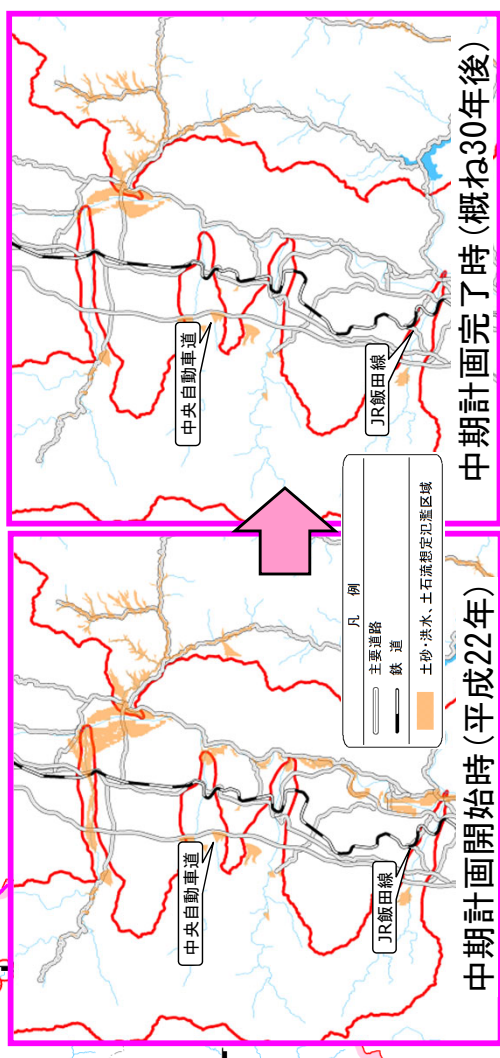 中期計画開始時(平成22年)
中央自動車道
JR飯田線
凡 例
主要道路
鉄 道
土砂・洪水、土石流想定氾濫区域
中期計画完了時(概ね30年後)
中央自動車道
JR飯田線